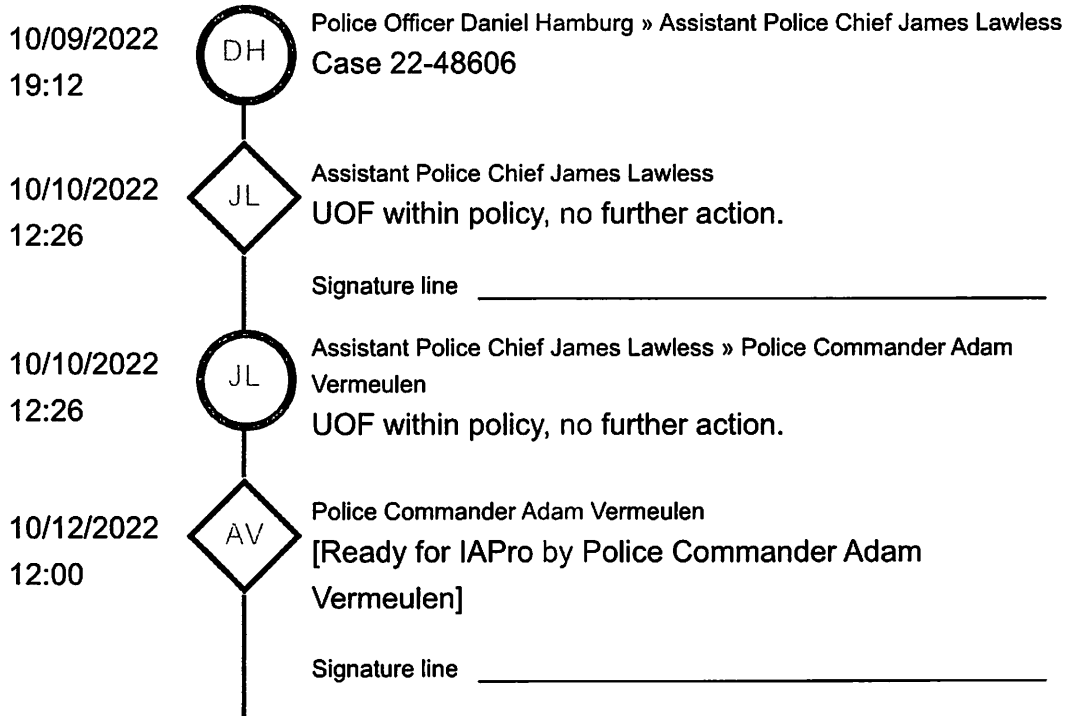 10/09/2022
19:12
DH
Police Officer Daniel Hamburg » Assistant Police Chief James Lawless
Case 22-48606
10/10/2022
12:26
JL
Assistant Police Chief James Lawless
UOF within policy, no further action.
Signature line
10/10/2022
12:26
JL
Assistant Police Chief James Lawless » Police Commander Adam
Vermeulen
UOF within policy, no further action.
10/12/2022
12:00
AV
Police Commander Adam Vermeulen
[Ready for IAPro by Police Commander Adam
Vermeulen]
Signature line